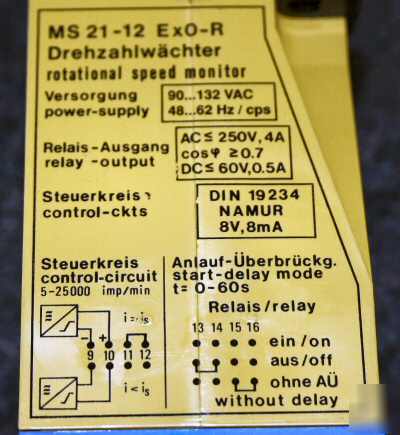 MS 21-12 ExO-R
Drehzahlwächter
rotational speed monitor
Versorgung
power-supply
90...132 VAC
48...62 Hz / cps
Relais-Ausgang
relay -output
AC ≤ 250V, 4A
cosφ ≥ 0.7
DC ≤ 60V, 0.5A
Steuerkreis
control-ckts
DIN 19234
NAMUR
8V, 8mA
Steuerkreis
control-circuit
5-25000 imp/min
- +
9 10 11 12
i < is
Anlauf-Überbrückg.
start-delay mode
t= 0-60s
Relais/relay
13 14 15 16
ein/on
aus/off
ohne AÜ
without delay